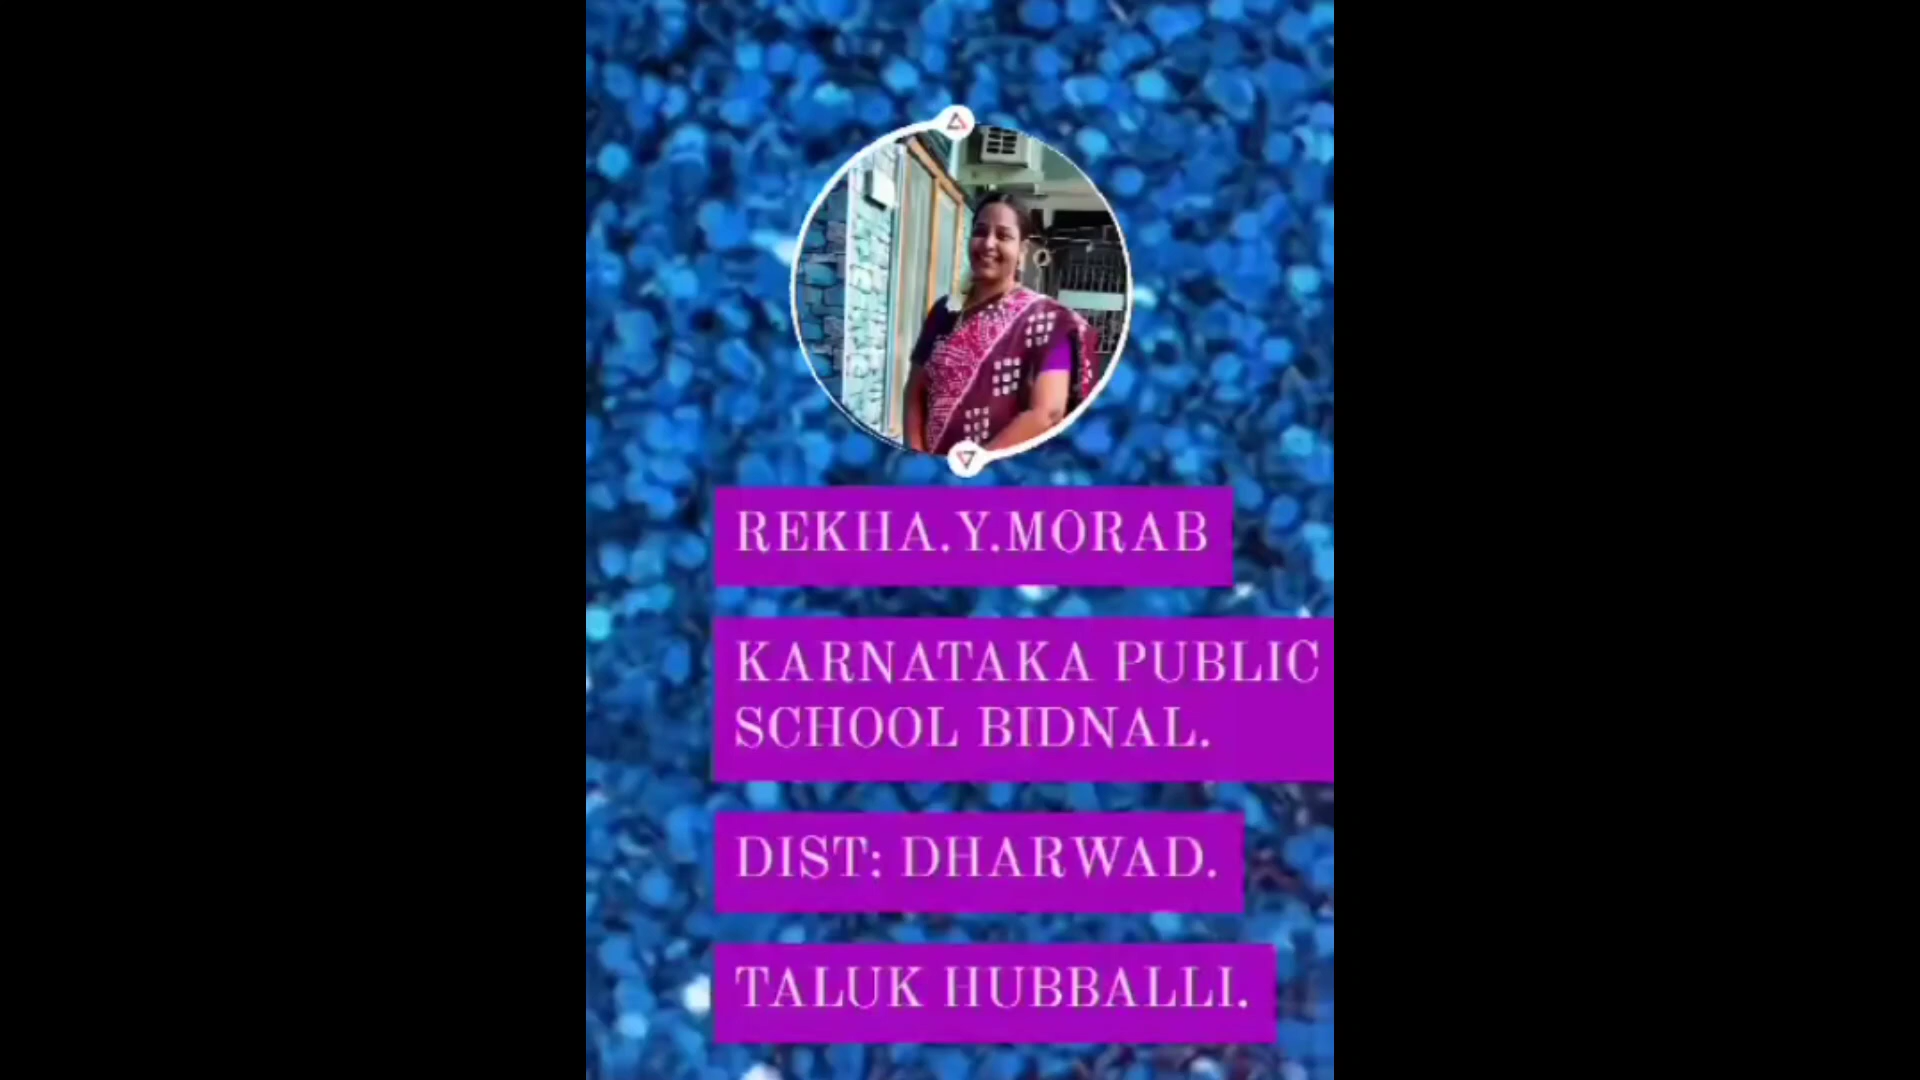 REKHA.Y.MORAB
KARNATAKA PUBLIC
SCHOOL BIDNAL.
DIST: DHARWAD.
TALUK HUBBALLI.